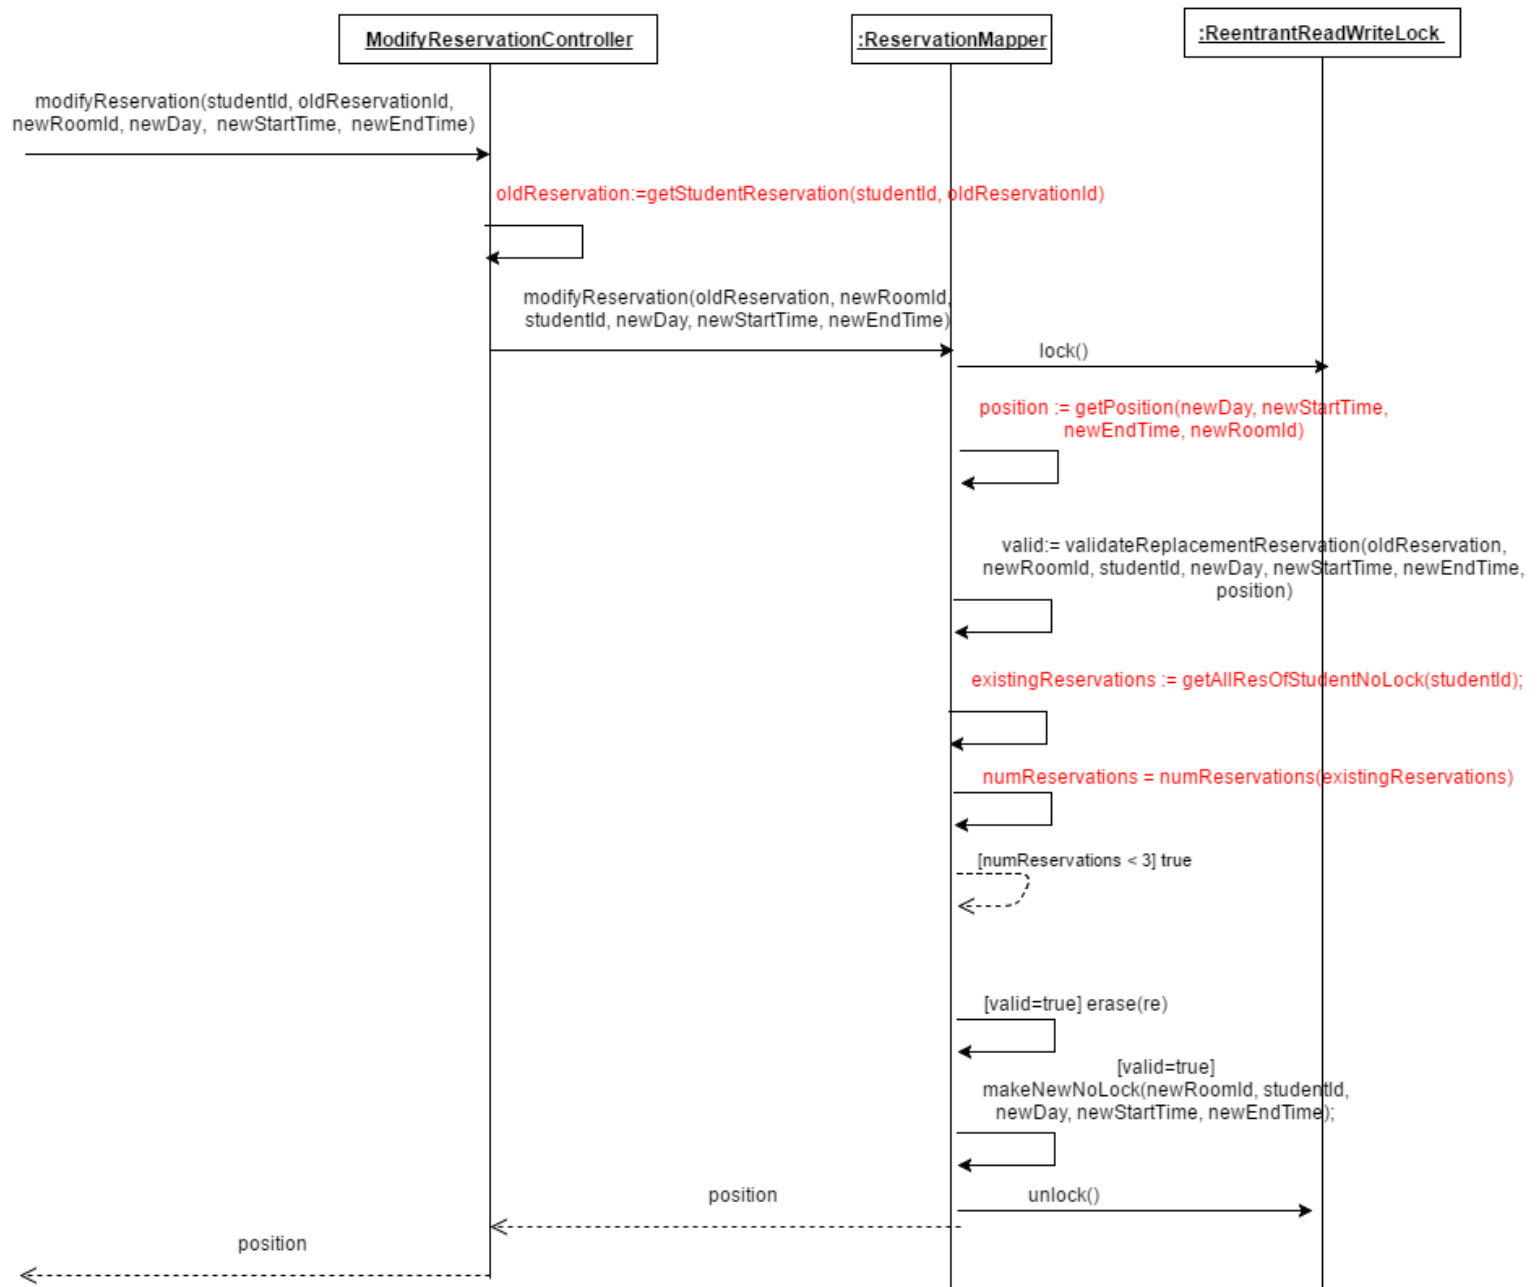 ModifyReservationController
:ReservationMapper
:ReentrantReadWriteLock
modifyReservation(studentId, oldReservationId,
newRoomId, newDay, newStartTime, newEndTime)
oldReservation:=getStudentReservation(studentId, oldReservationId)
modifyReservation(oldReservation, newRoomId,
studentId, newDay, newStartTime, newEndTime)
lock()
position := getPosition(newDay, newStartTime,
newEndTime, newRoomId)
valid:= validateReplacementReservation(oldReservation,
newRoomId, studentId, newDay, newStartTime, newEndTime,
position)
existingReservations := getAllResOfStudentNoLock(studentId);
numReservations = numReservations(existingReservations)
[numReservations < 3] true
[valid=true] erase(re)
[valid=true]
makeNewNoLock(newRoomId, studentId,
newDay, newStartTime, newEndTime);
position
unlock()
position